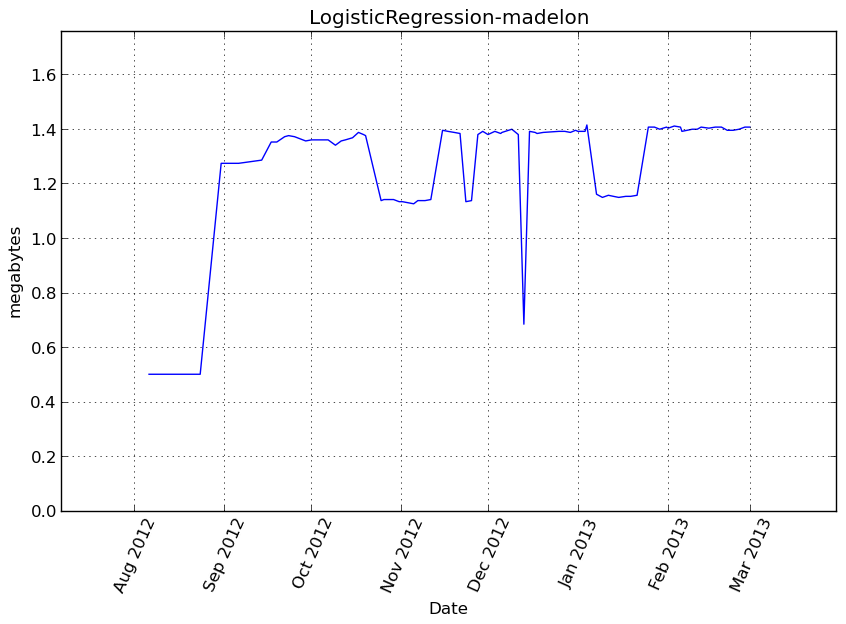 LogisticRegression-madelon
1.6
1.4
1.2
1.0
0.8
0.6
0.4
0.2
0.0
megabytes
Aug 2012
Sep 2012
Oct 2012
Nov 2012
Dec 2012
Jan 2013
Feb 2013
Mar 2013
Date